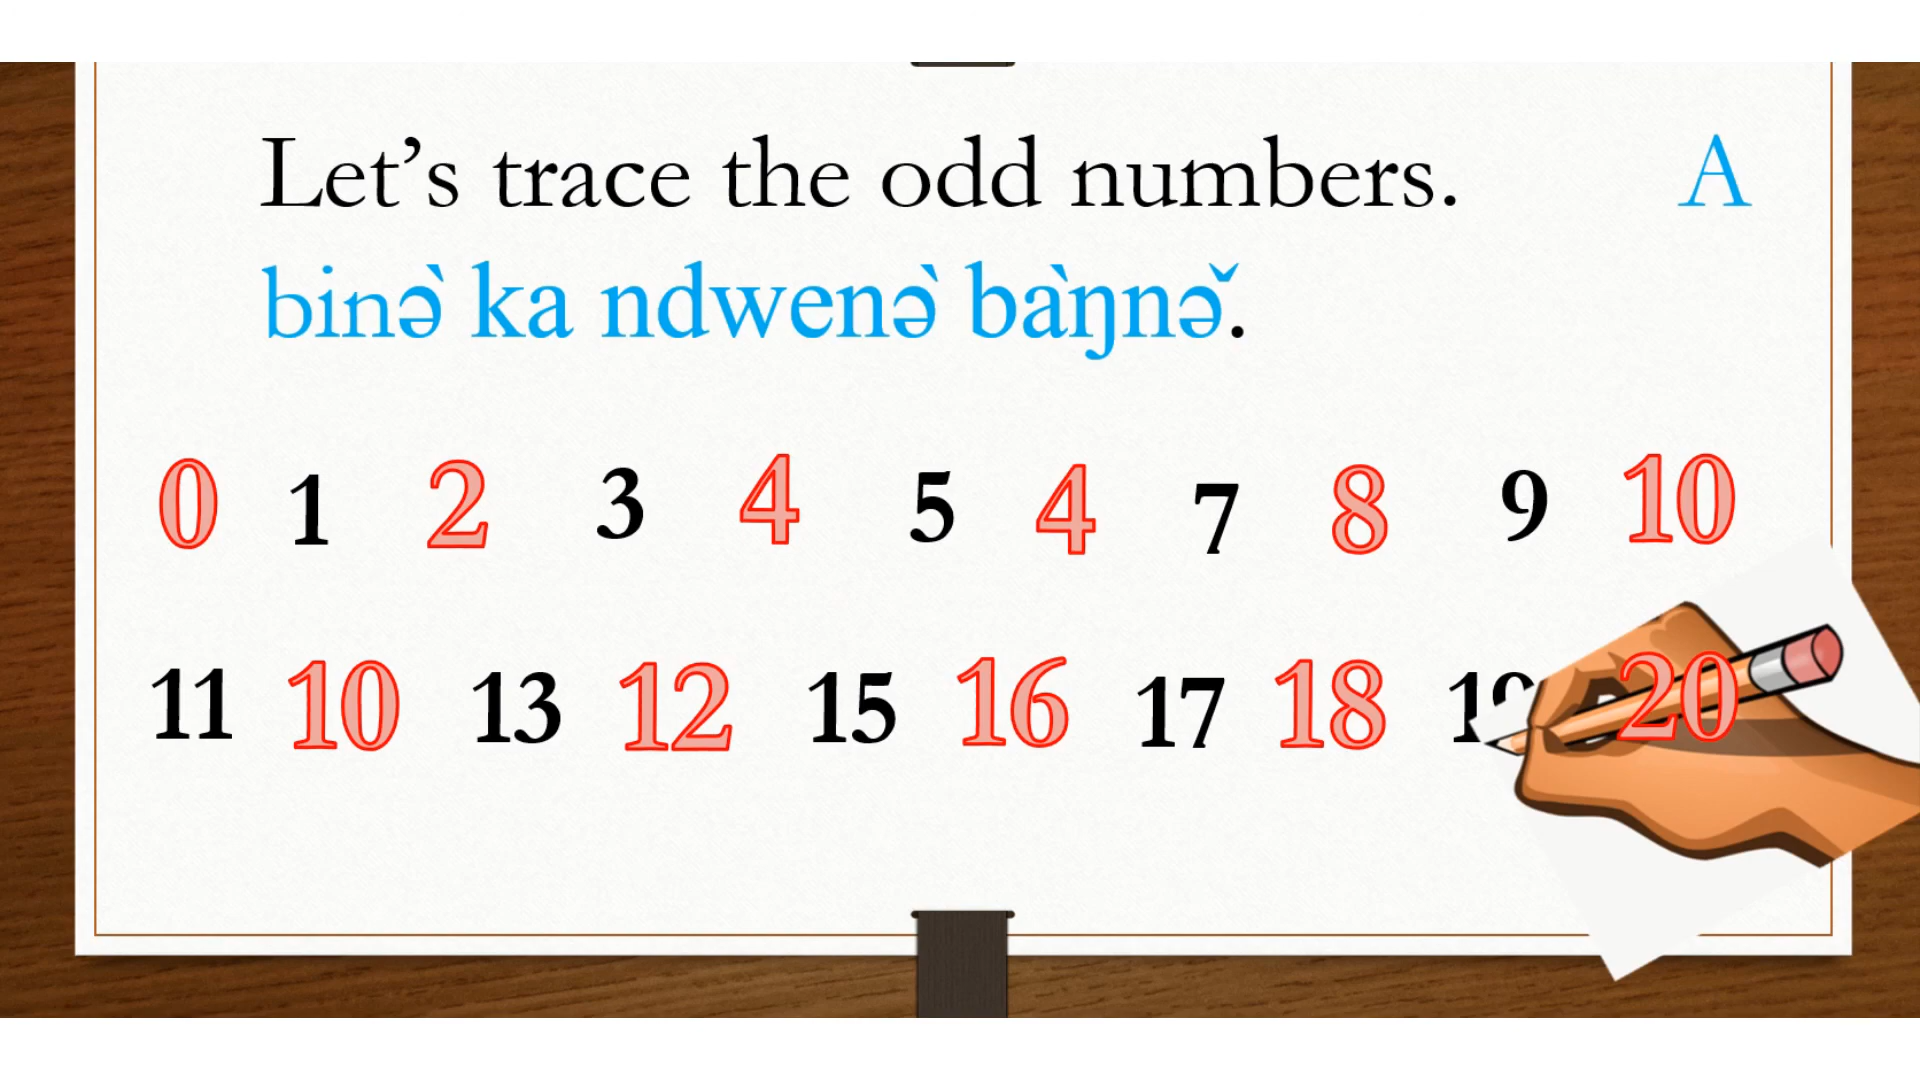 Let’s trace the odd numbers. A
binə̀ ka ndwenə̀ bàŋnə̌.
0 1 2 3 4 5 4 7 8 9 10
11 10 13 12 15 16 17 18 19 20